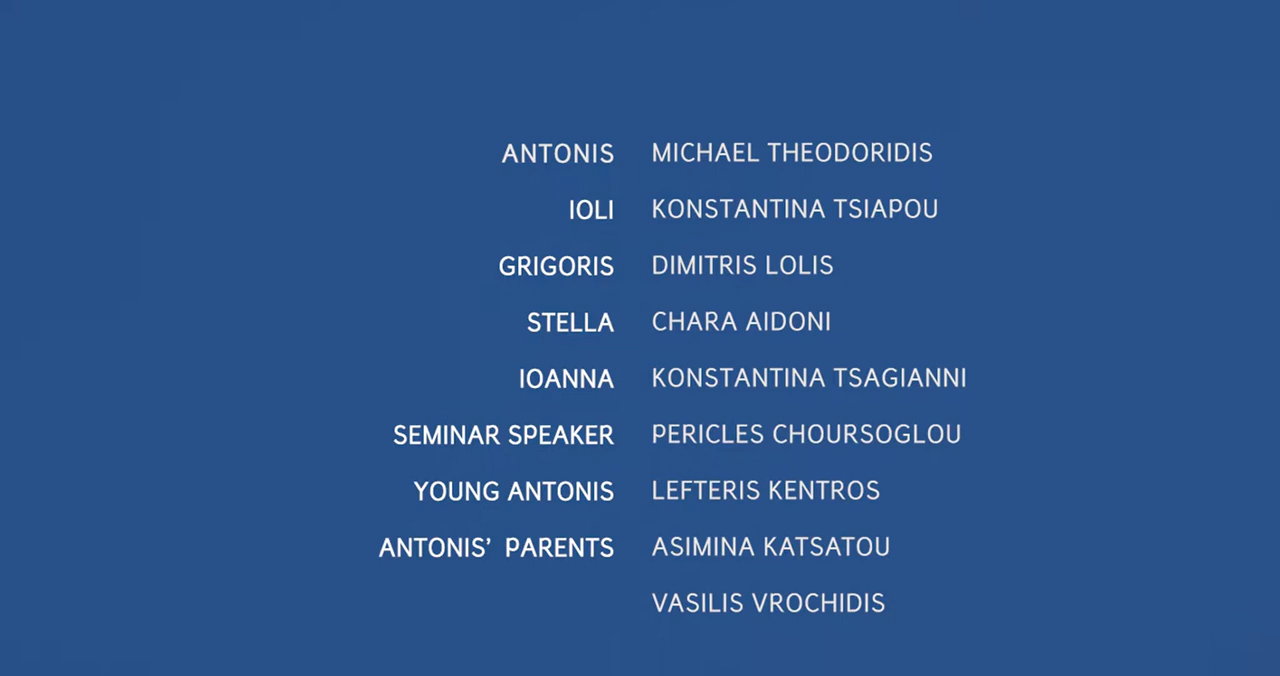 ANTONIS MICHAEL THEODORIDIS
IOLI KONSTANTINA TSIAPOU
GRIGORIS DIMITRIS LOLIS
STELLA CHARA AIDONI
IOANNA KONSTANTINA TSAGIANNI
SEMINAR SPEAKER PERICLES CHOURSOGLOU
YOUNG ANTONIS LEFTERIS KENTROS
ANTONIS’ PARENTS ASIMINA KATSATOU
VASILIS VROCHIDIS